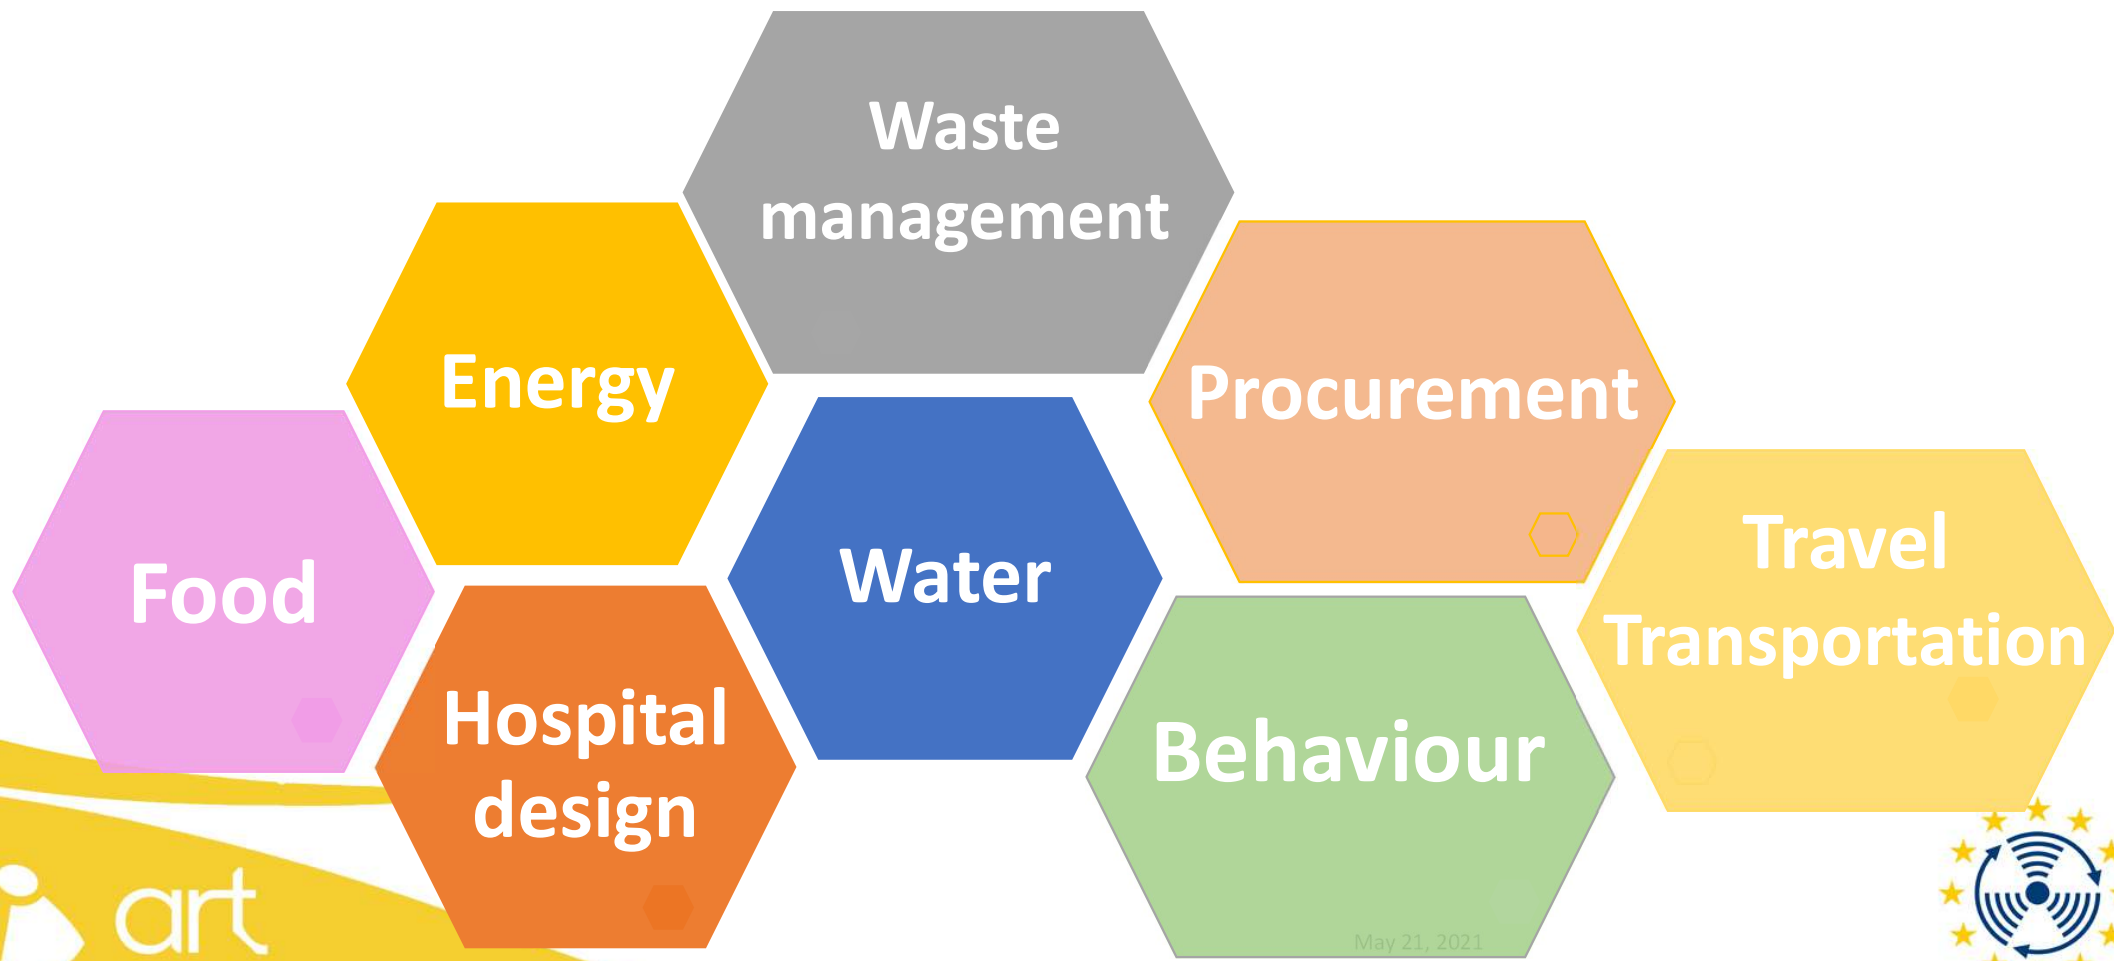 Waste
management
Energy
Procurement
Food
Water
Travel
Transportation
Hospital
design
Behaviour
art
May 21, 2021